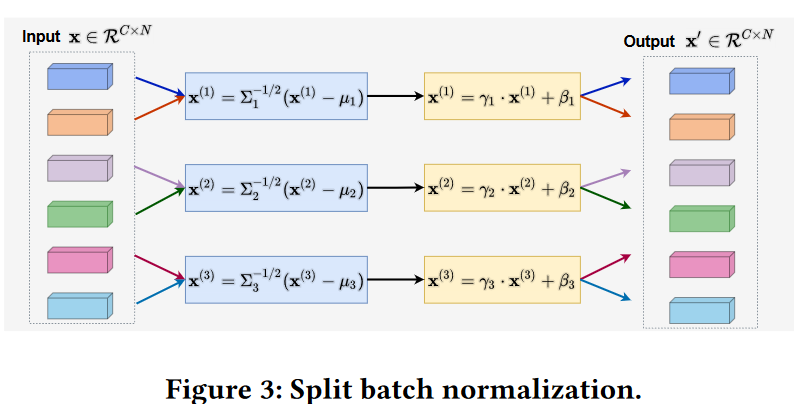 Input x ∈ ℛ^{C×N}
Output x′ ∈ ℛ^{C×N}
x^{(1)} = Σ_1^{−1/2}(x^{(1)} − μ_1)
x^{(1)} = γ_1 · x^{(1)} + β_1
x^{(2)} = Σ_2^{−1/2}(x^{(2)} − μ_2)
x^{(2)} = γ_2 · x^{(2)} + β_2
x^{(3)} = Σ_3^{−1/2}(x^{(3)} − μ_3)
x^{(3)} = γ_3 · x^{(3)} + β_3
Figure 3: Split batch normalization.